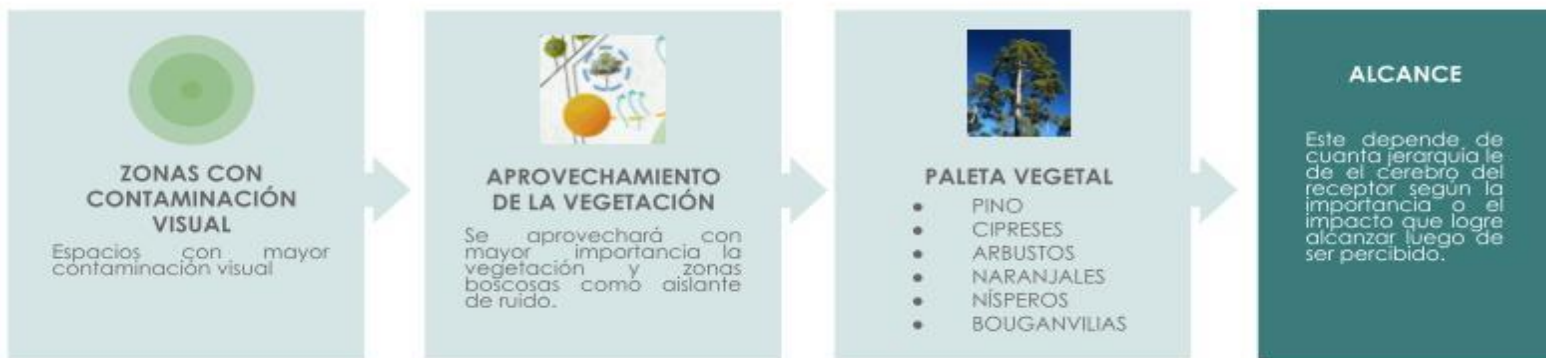 ZONAS CON
CONTAMINACIÓN
VISUAL
Espacios con mayor
contaminación visual
APROVECHAMIENTO
DE LA VEGETACIÓN
Se aprovechará con
mayor importancia la
vegetación y zonas
boscosas como aislante
de ruido.
PALETA VEGETAL
● PINO
● CIPRESES
● ARBUSTOS
● NARANJALES
● NÍSPEROS
● BOUGANVILIAS
ALCANCE
Este depende de
cuanta jerarquía le
de el cerebro del
receptor según la
importancia o el
impacto que logre
alcanzar luego de
ser percibido.